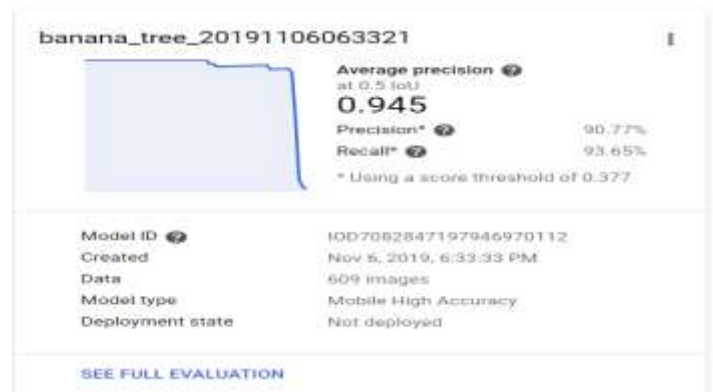 banana_tree_20191106063321
Average precision
at 0.5 IoU
0.945
Precision* 90.77%
Recall* 93.65%
* Using a score threshold of 0.377
Model ID IOD7082847197946970112
Created Nov 6, 2019, 6:33:33 PM
Data 609 images
Model type Mobile High Accuracy
Deployment state Not deployed
SEE FULL EVALUATION